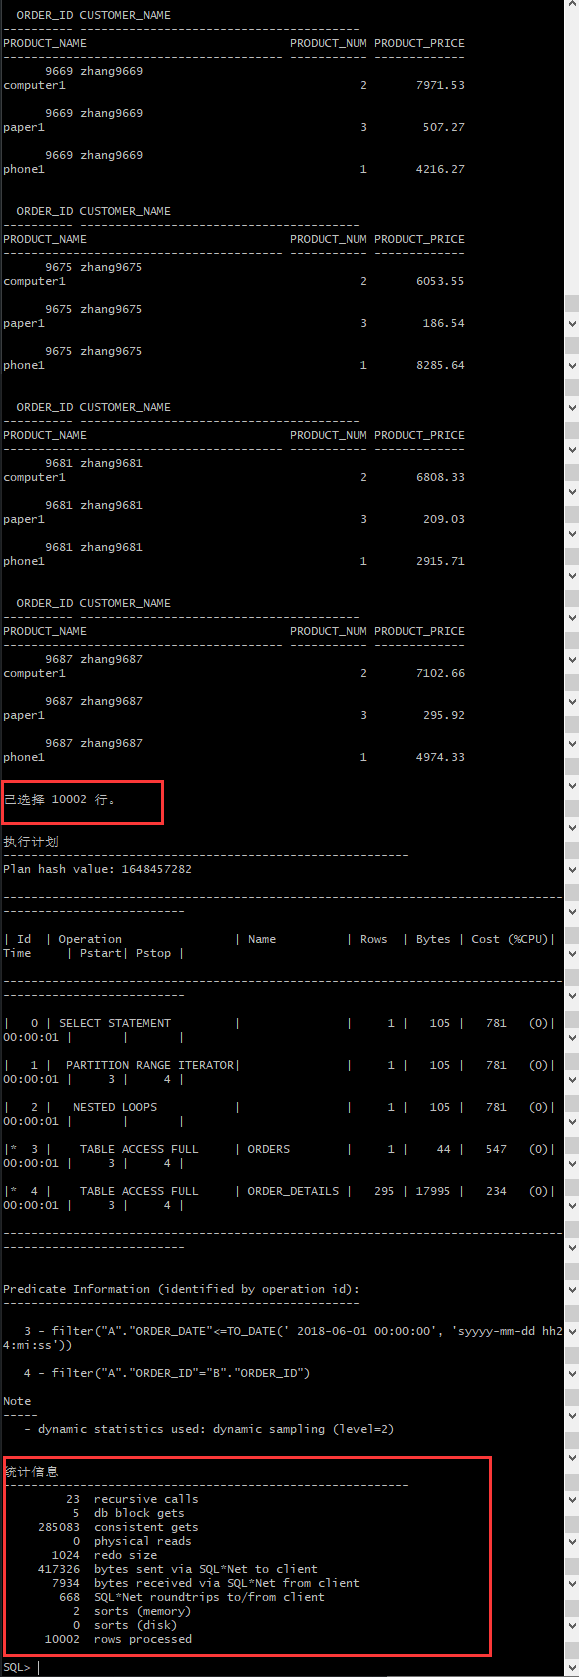 ORDER_ID CUSTOMER_NAME
---------- ----------------------------------------
PRODUCT_NAME                             PRODUCT_NUM PRODUCT_PRICE
---------------------------------------- ----------- -------------
      9669 zhang9669
computer1                                          2       7971.53
      9669 zhang9669
paper1                                             3        507.27
      9669 zhang9669
phone1                                             1       4216.27
  ORDER_ID CUSTOMER_NAME
---------- ----------------------------------------
PRODUCT_NAME                             PRODUCT_NUM PRODUCT_PRICE
---------------------------------------- ----------- -------------
      9675 zhang9675
computer1                                          2       6053.55
      9675 zhang9675
paper1                                             3        186.54
      9675 zhang9675
phone1                                             1       8285.64
  ORDER_ID CUSTOMER_NAME
---------- ----------------------------------------
PRODUCT_NAME                             PRODUCT_NUM PRODUCT_PRICE
---------------------------------------- ----------- -------------
      9681 zhang9681
computer1                                          2       6808.33
      9681 zhang9681
paper1                                             3        209.03
      9681 zhang9681
phone1                                             1       2915.71
  ORDER_ID CUSTOMER_NAME
---------- ----------------------------------------
PRODUCT_NAME                             PRODUCT_NUM PRODUCT_PRICE
---------------------------------------- ----------- -------------
      9687 zhang9687
computer1                                          2       7102.66
      9687 zhang9687
paper1                                             3        295.92
      9687 zhang9687
phone1                                             1       4974.33
已选择 10002 行。
执行计划
----------------------------------------------------------
Plan hash value: 1648457282
--------------------------------------------------------------------------------
--------------------------
| Id  | Operation                | Name          | Rows  | Bytes | Cost (%CPU)|
Time     | Pstart| Pstop |
--------------------------------------------------------------------------------
--------------------------
|   0 | SELECT STATEMENT         |               |     1 |   105 |   781   (0)|
00:00:01 |       |       |
|   1 |  PARTITION RANGE ITERATOR|               |     1 |   105 |   781   (0)|
00:00:01 |     3 |     4 |
|   2 |   NESTED LOOPS           |               |     1 |   105 |   781   (0)|
00:00:01 |       |       |
|*  3 |    TABLE ACCESS FULL     | ORDERS        |     1 |    44 |   547   (0)|
00:00:01 |     3 |     4 |
|*  4 |    TABLE ACCESS FULL     | ORDER_DETAILS |   295 | 17995 |   234   (0)|
00:00:01 |     3 |     4 |
--------------------------------------------------------------------------------
--------------------------
Predicate Information (identified by operation id):
---------------------------------------------------
   3 - filter("A"."ORDER_DATE"<=TO_DATE(' 2018-06-01 00:00:00', 'syyyy-mm-dd hh2
4:mi:ss'))
   4 - filter("A"."ORDER_ID"="B"."ORDER_ID")
Note
-----
   - dynamic statistics used: dynamic sampling (level=2)
统计信息
----------------------------------------------------------
         23  recursive calls
          5  db block gets
     285083  consistent gets
          0  physical reads
       1024  redo size
     417326  bytes sent via SQL*Net to client
       7934  bytes received via SQL*Net from client
        668  SQL*Net roundtrips to/from client
          2  sorts (memory)
          0  sorts (disk)
      10002  rows processed
SQL>